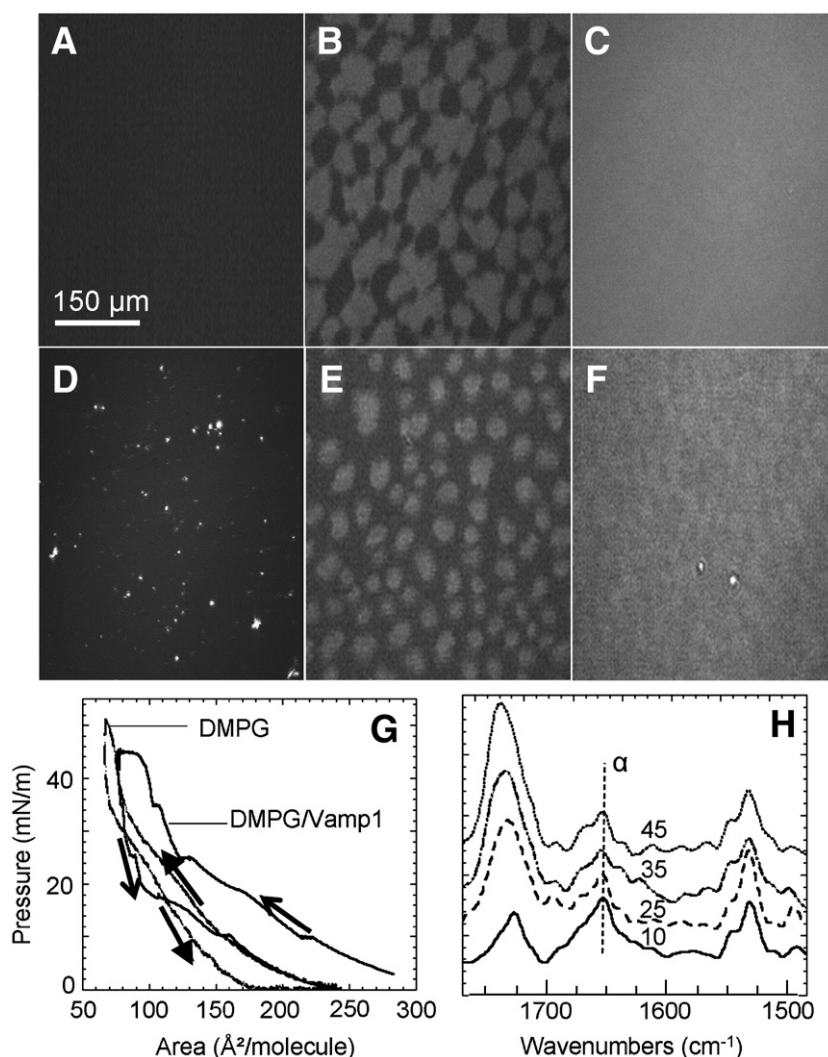 A
B
C
150 µm
D
E
F
G
DMPG
DMPG/Vamp1
Pressure (mN/m)
40
20
0
50 100 150 200 250 300
Area (Å²/molecule)
H
α
45
35
25
10
1700 1600 1500
Wavenumbers (cm⁻¹)